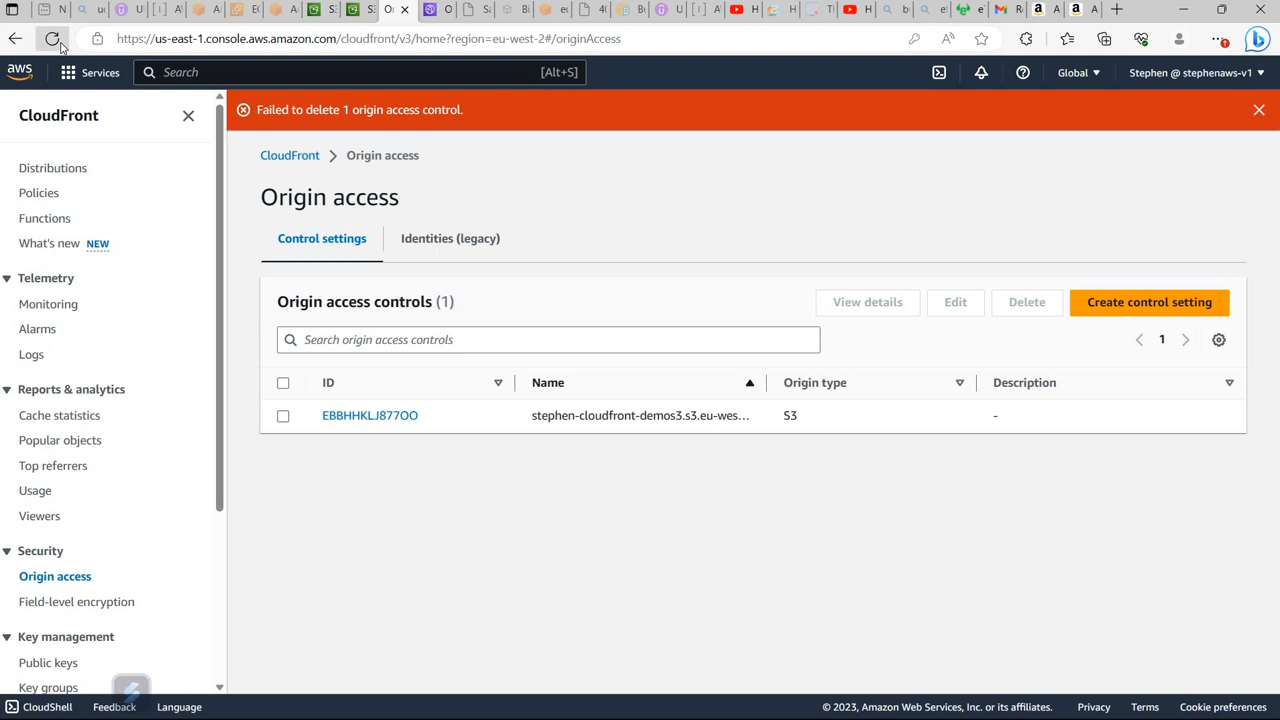 https://us-east-1.console.aws.amazon.com/cloudfront/v3/home?region=eu-west-2#/originAccess
aws
Services
Search
[Alt+S]
Global
Stephen @ stephenaws-v1
CloudFront
Distributions
Policies
Functions
What's new NEW
Telemetry
Monitoring
Alarms
Logs
Reports & analytics
Cache statistics
Popular objects
Top referrers
Usage
Viewers
Security
Origin access
Field-level encryption
Key management
Public keys
Key groups
Failed to delete 1 origin access control.
CloudFront
Origin access
Origin access
Control settings
Identities (legacy)
Origin access controls (1)
View details
Edit
Delete
Create control setting
Search origin access controls
1
ID
Name
Origin type
Description
EBBHHKLJ877OO
stephen-cloudfront-demos3.s3.eu-wes...
S3
-
CloudShell
Feedback
Language
© 2023, Amazon Web Services, Inc. or its affiliates.
Privacy
Terms
Cookie preferences